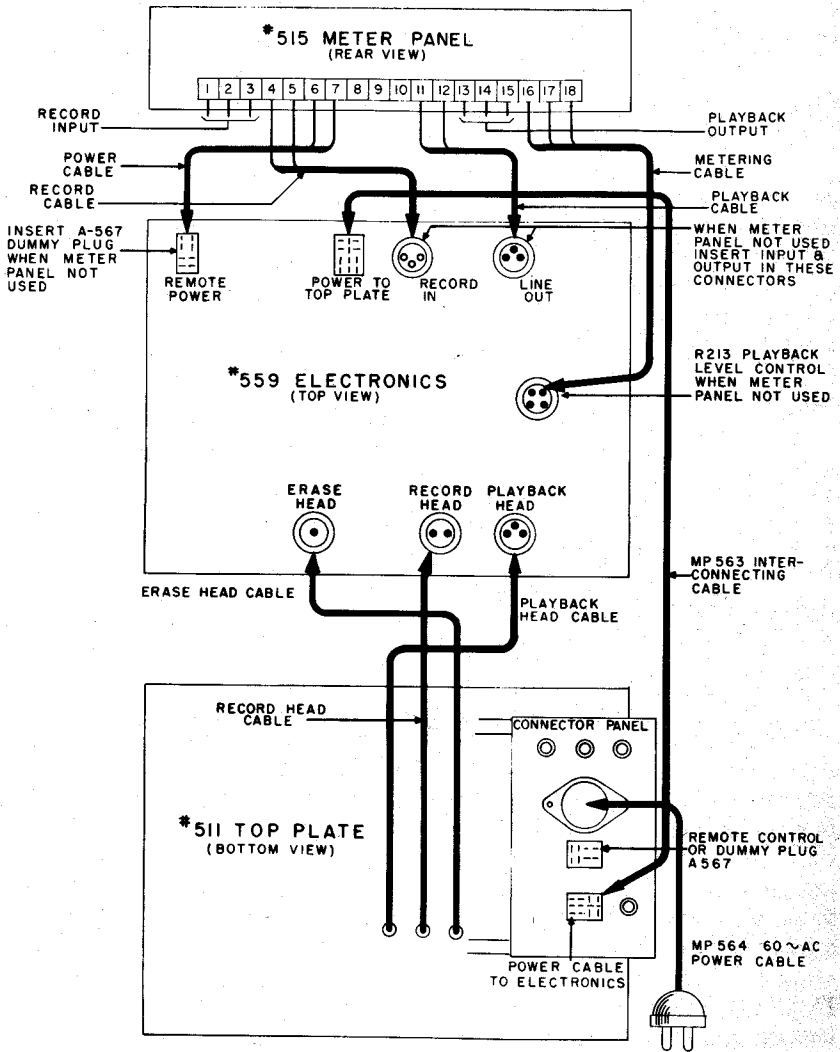 #515 METER PANEL
(REAR VIEW)
1 2 3 4 5 6 7 8 9 10 11 12 13 14 15 16 17 18
RECORD
INPUT
PLAYBACK
OUTPUT
POWER
CABLE
METERING
CABLE
RECORD
CABLE
PLAYBACK
CABLE
INSERT A-567
DUMMY PLUG
WHEN METER
PANEL NOT
USED
WHEN METER
PANEL NOT USED
INSERT INPUT &
OUTPUT IN THESE
CONNECTORS
REMOTE
POWER
POWER TO
TOP PLATE
RECORD
IN
LINE
OUT
#559 ELECTRONICS
(TOP VIEW)
R213 PLAYBACK
LEVEL CONTROL
WHEN METER
PANEL NOT USED
ERASE
HEAD
RECORD
HEAD
PLAYBACK
HEAD
ERASE HEAD CABLE
PLAYBACK
HEAD CABLE
MP563 INTER-
CONNECTING
CABLE
RECORD HEAD
CABLE
CONNECTOR PANEL
#511 TOP PLATE
(BOTTOM VIEW)
REMOTE CONTROL
OR DUMMY PLUG
A567
POWER CABLE
TO ELECTRONICS
MP564 60~AC
POWER CABLE